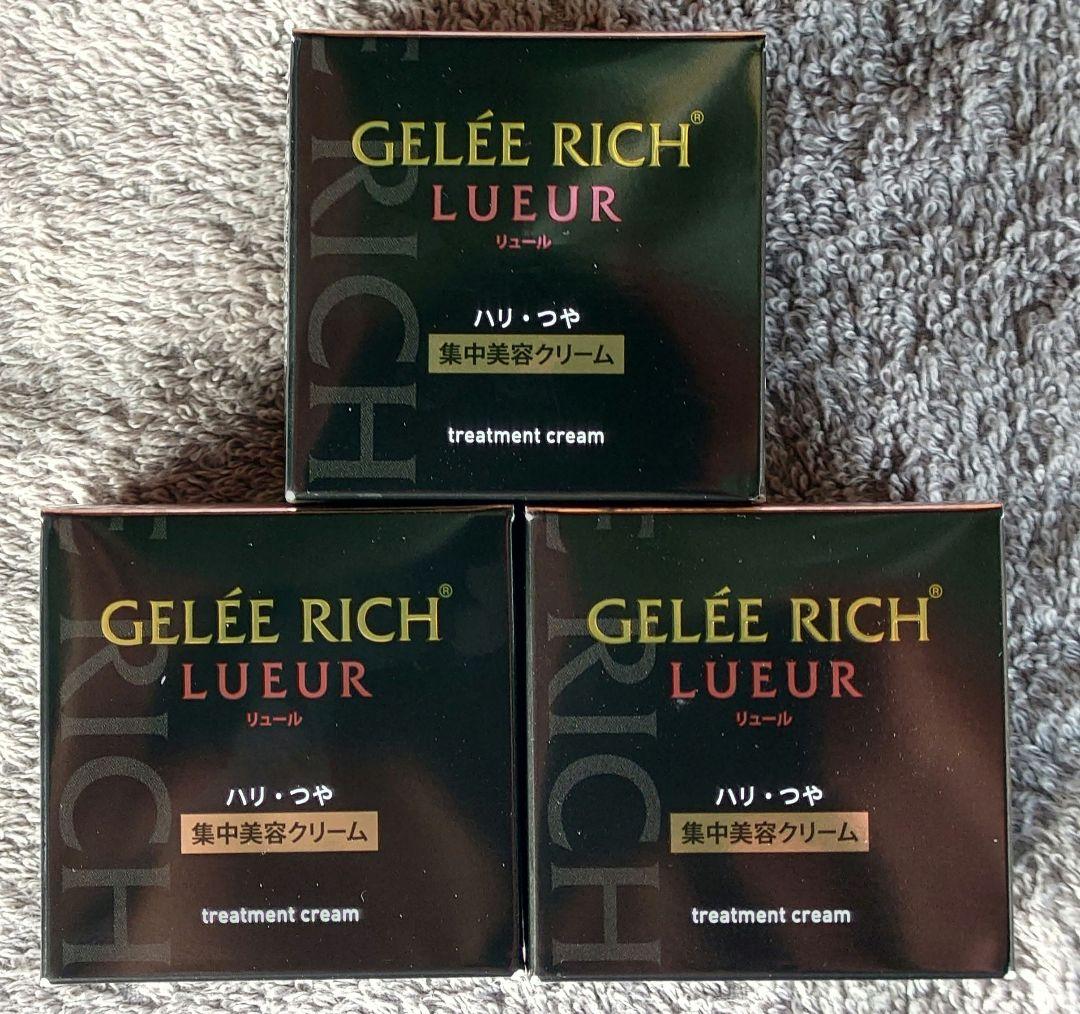 E RICH
GELÉE RICH®
LUEUR
リュール
ハリ・つや
集中美容クリーム
treatment cream
E RICH
GELÉE RICH®
LUEUR
リュール
ハリ・つや
集中美容クリーム
treatment cream
E RICH
GELÉE RICH®
LUEUR
リュール
ハリ・つや
集中美容クリーム
treatment cream